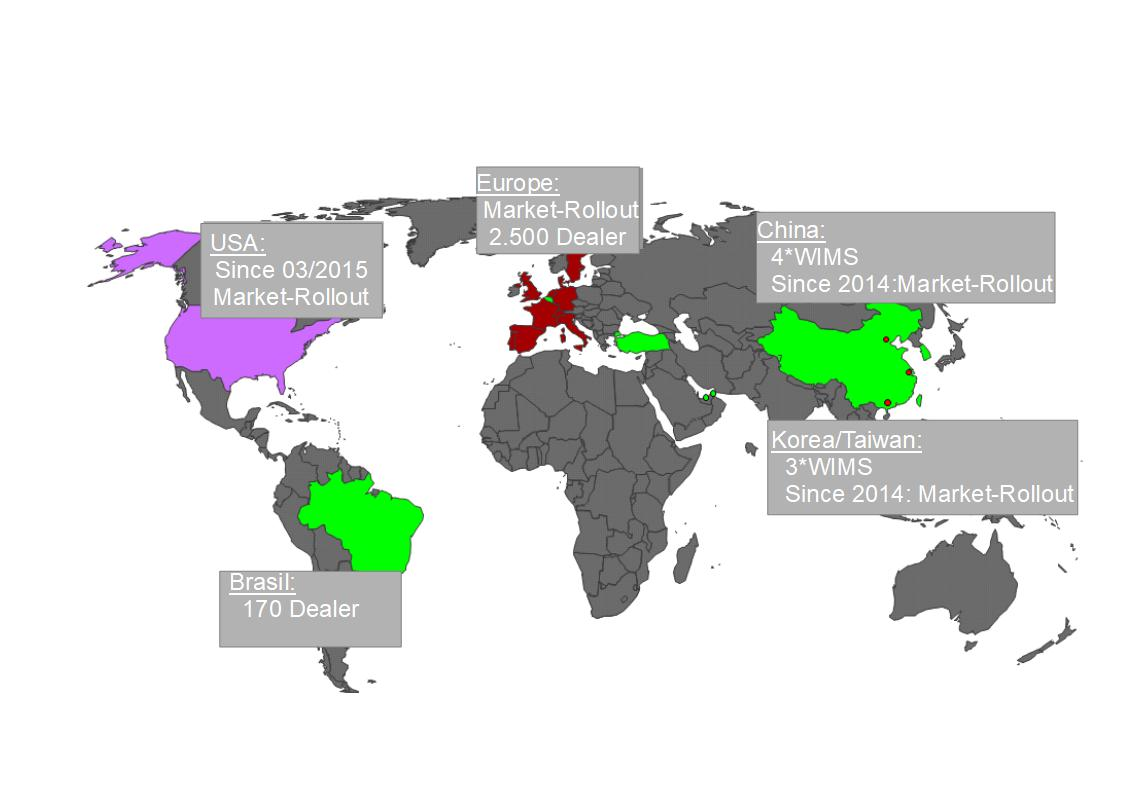 Europe:
Market-Rollout
2.500 Dealer
USA:
Since 03/2015
Market-Rollout
China:
4*WIMS
Since 2014:Market-Rollout
Korea/Taiwan:
3*WIMS
Since 2014: Market-Rollout
Brasil:
170 Dealer